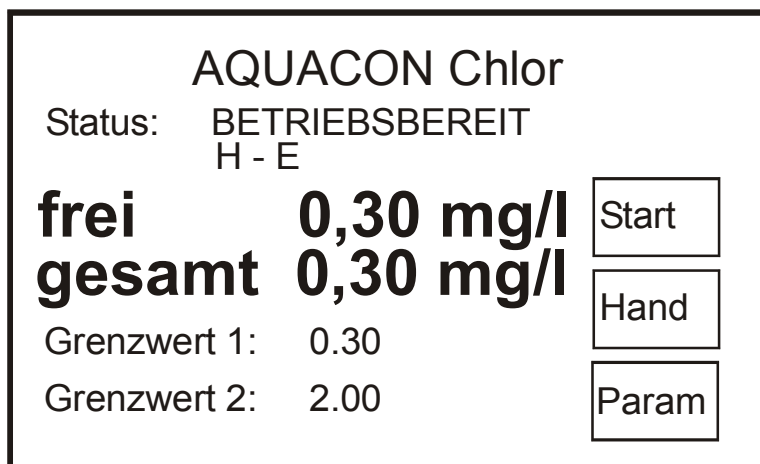 AQUACON Chlor
Status: BETRIEBSBEREIT
H - E
frei 0,30 mg/l
Start
gesamt 0,30 mg/l
Hand
Grenzwert 1: 0.30
Grenzwert 2: 2.00
Param